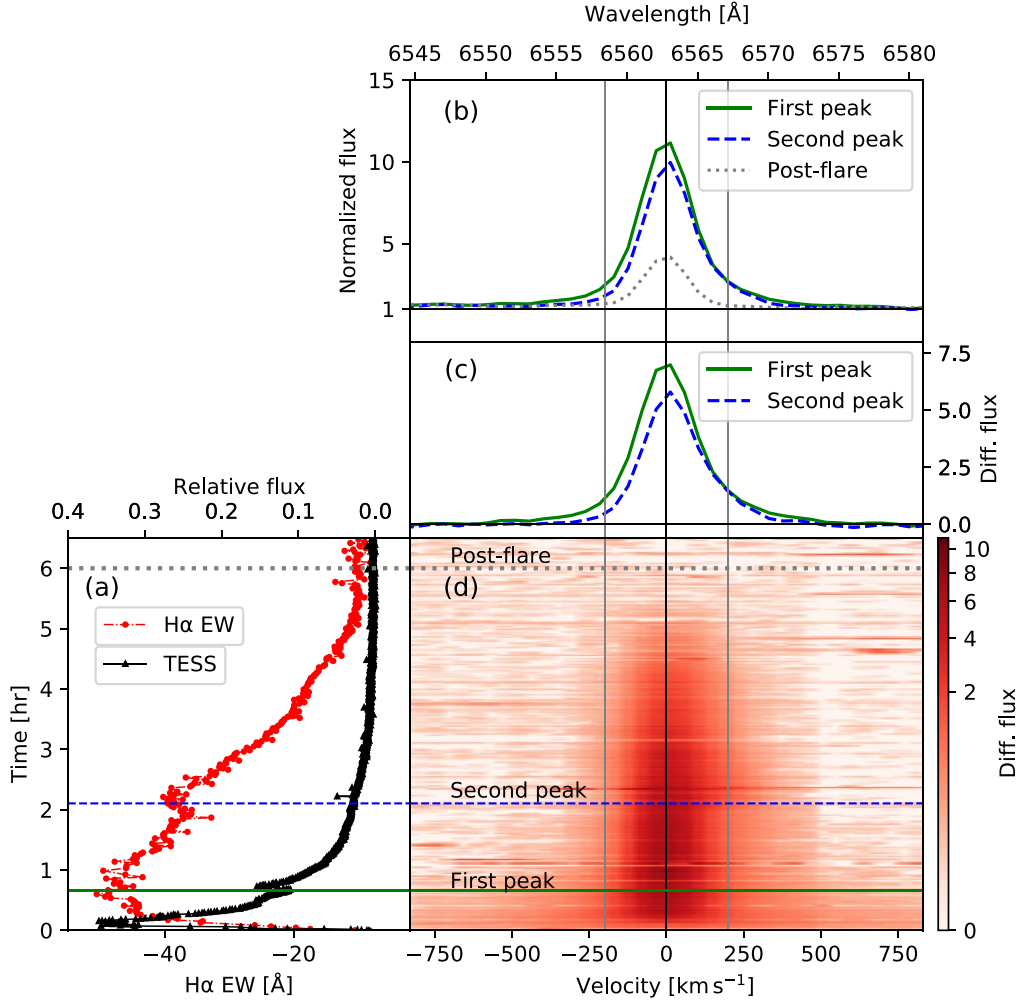 Wavelength [Å]
6545 6550 6555 6560 6565 6570 6575 6580
15
10
5
1
Normalized flux
(b)
First peak
Second peak
Post-flare
(c)
First peak
Second peak
7.5
5.0
2.5
0.0
Diff. flux
Relative flux
0.4 0.3 0.2 0.1 0.0
(a)
Hα EW
TESS
6
5
4
3
2
1
0
Time [hr]
−40 −20
Hα EW [Å]
Post-flare
(d)
Second peak
First peak
−750 −500 −250 0 250 500 750
Velocity [km s⁻¹]
10
8
6
4
2
0
Diff. flux